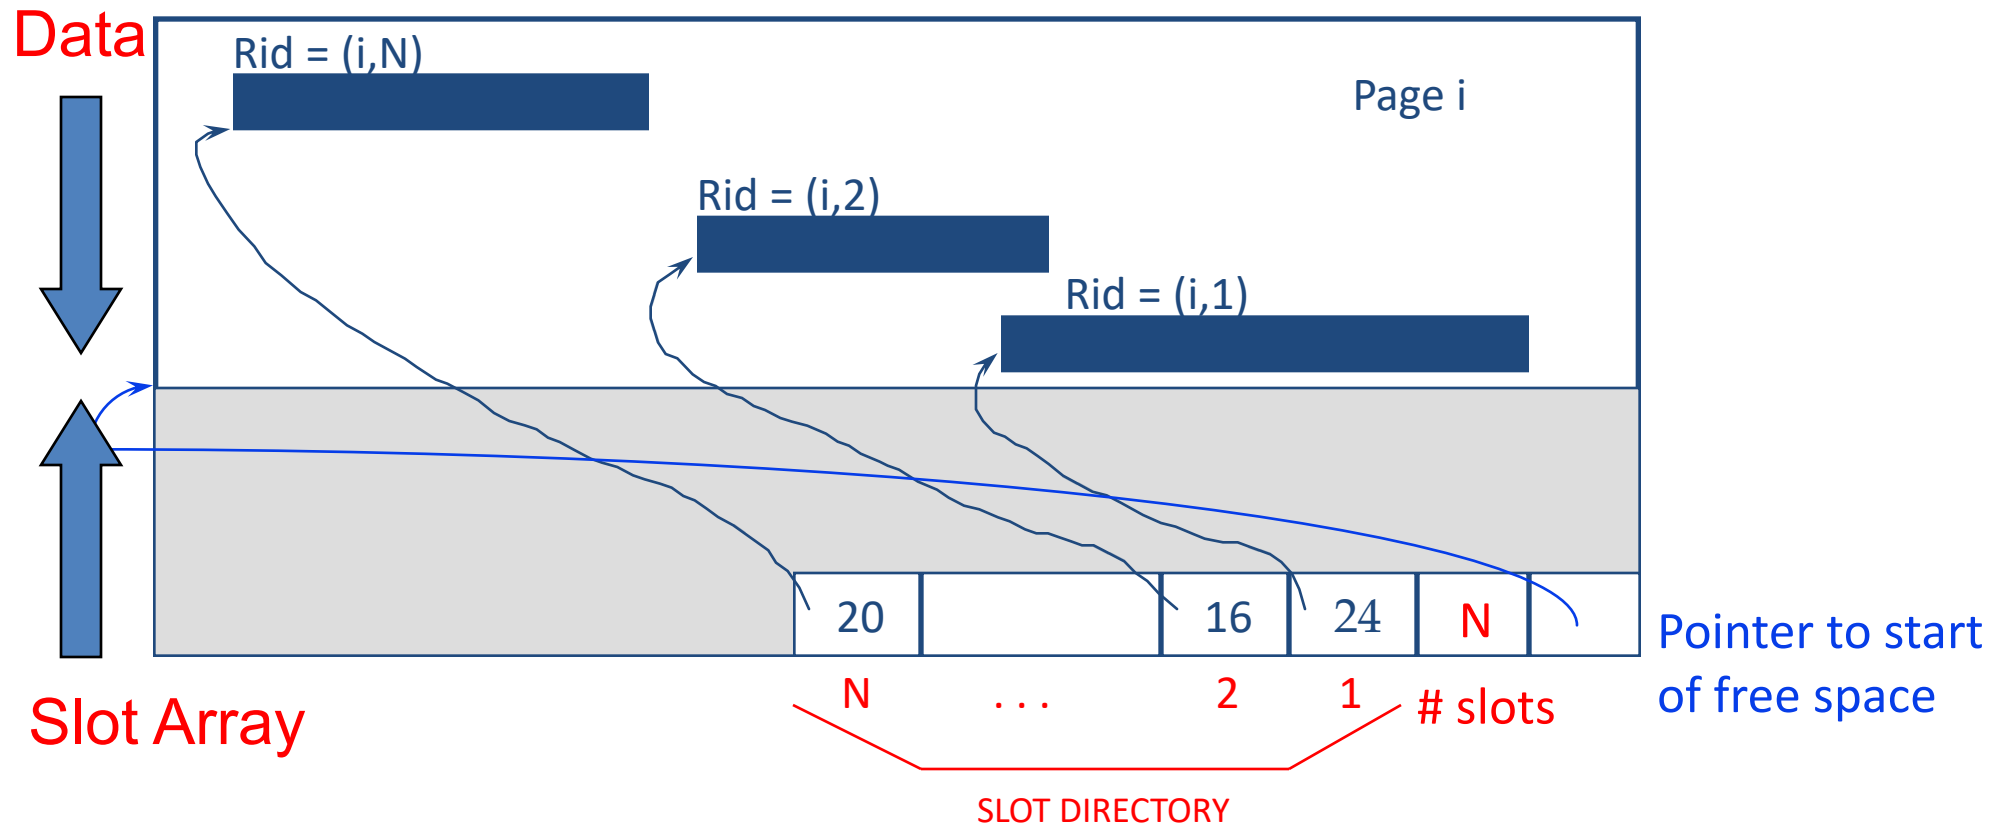 Data
Rid = (i,N)
Page i
Rid = (i,2)
Rid = (i,1)
20
16
24
N
Pointer to start
of free space
Slot Array
N
. . .
2
1
# slots
SLOT DIRECTORY